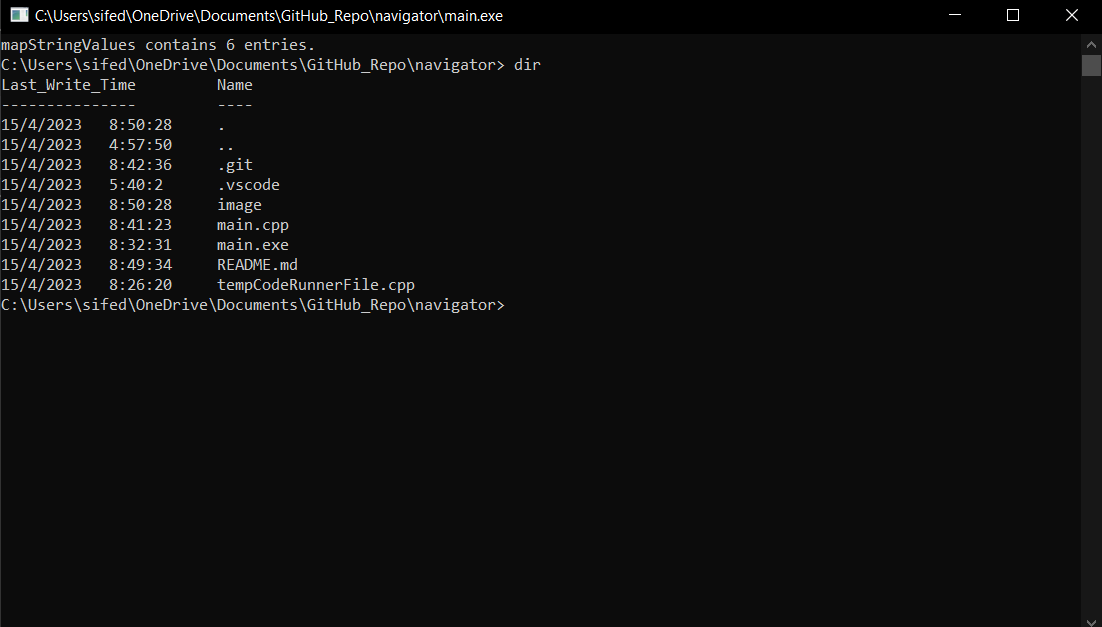 C:\Users\sifed\OneDrive\Documents\GitHub_Repo\navigator\main.exe
mapStringValues contains 6 entries.
C:\Users\sifed\OneDrive\Documents\GitHub_Repo\navigator> dir
Last_Write_Time         Name
---------------         ----
15/4/2023   8:50:28     .
15/4/2023   4:57:50     ..
15/4/2023   8:42:36     .git
15/4/2023   5:40:2      .vscode
15/4/2023   8:50:28     image
15/4/2023   8:41:23     main.cpp
15/4/2023   8:32:31     main.exe
15/4/2023   8:49:34     README.md
15/4/2023   8:26:20     tempCodeRunnerFile.cpp
C:\Users\sifed\OneDrive\Documents\GitHub_Repo\navigator>